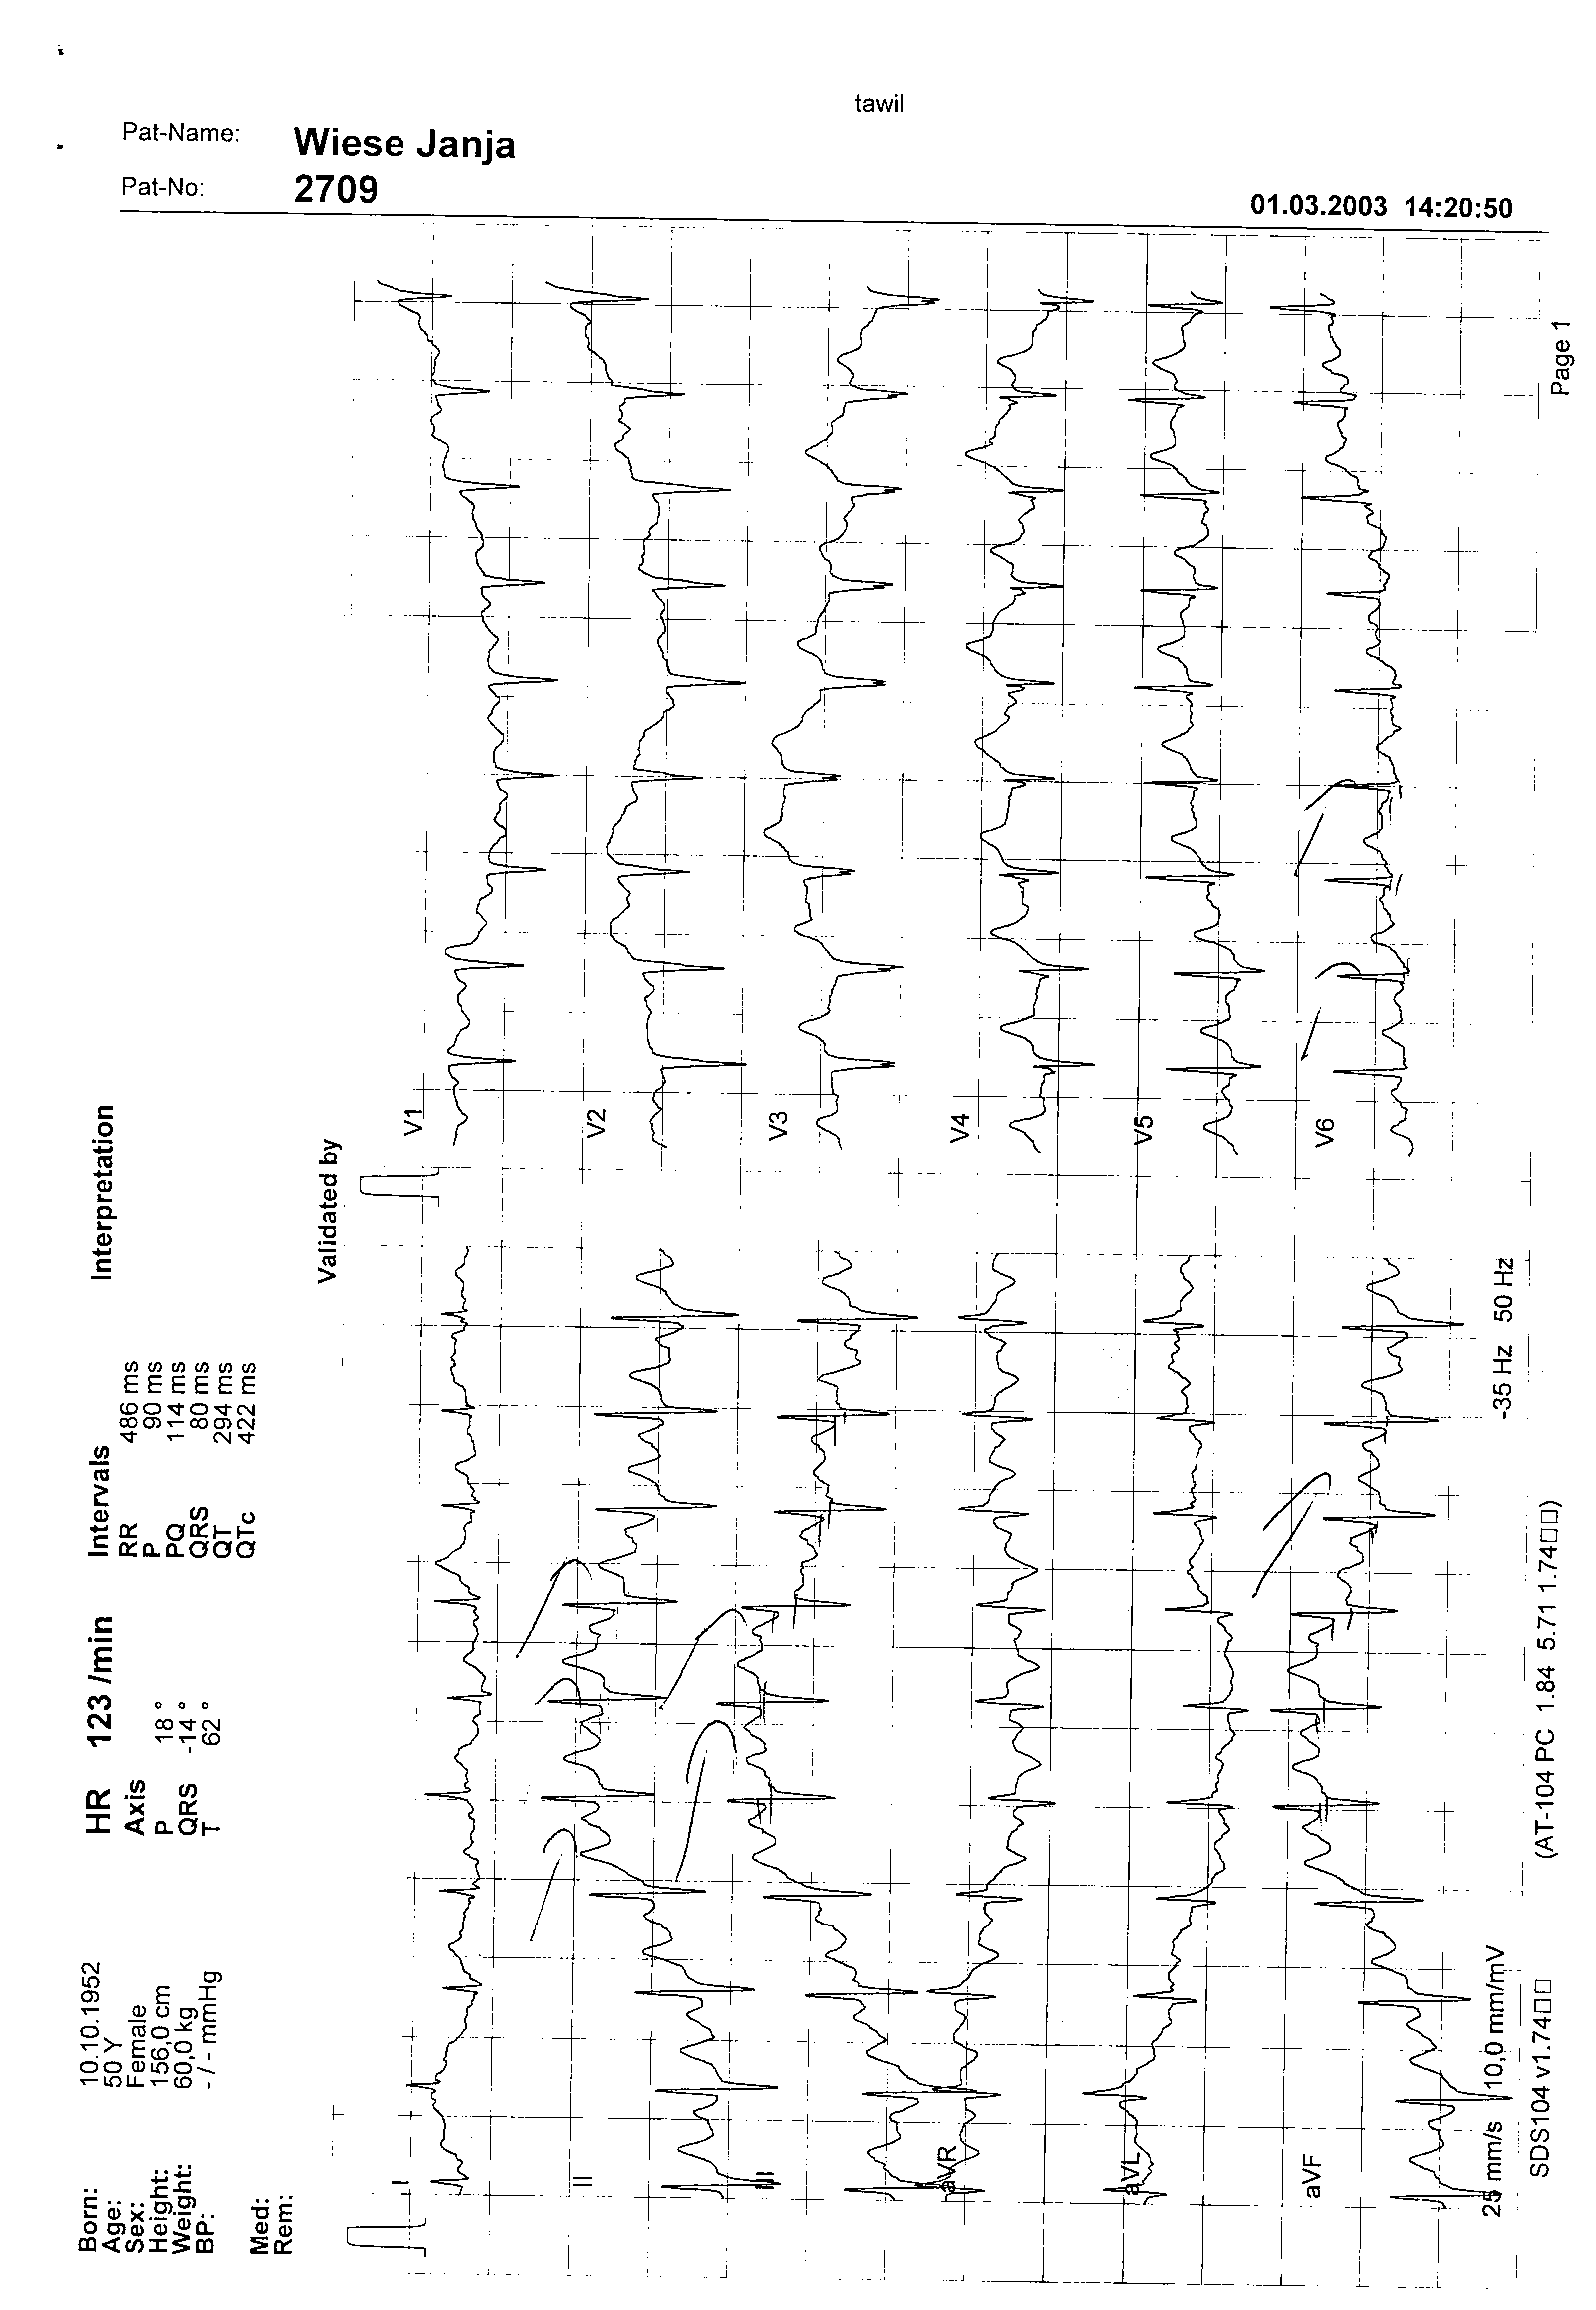 tawil
Pat-Name: Wiese Janja
Pat-No: 2709
01.03.2003 14:20:50
Born: 10.10.1952
Age: 50 Y
Sex: Female
Height: 156,0 cm
Weight: 60,0 kg
BP: - / - mmHg
Med:
Rem:
HR 123 /min
Axis
P 18 °
QRS -14 °
T 62 °
Intervals
RR 486 ms
P 90 ms
PQ 114 ms
QRS 80 ms
QT 294 ms
QTc 422 ms
Interpretation
Validated by
I
II
III
aVR
aVL
aVF
V1
V2
V3
V4
V5
V6
25 mm/s 10,0 mm/mV
-35 Hz 50 Hz
SDS104 v1.74□□
(AT-104 PC 1.84 5.71 1.74□□)
Page 1